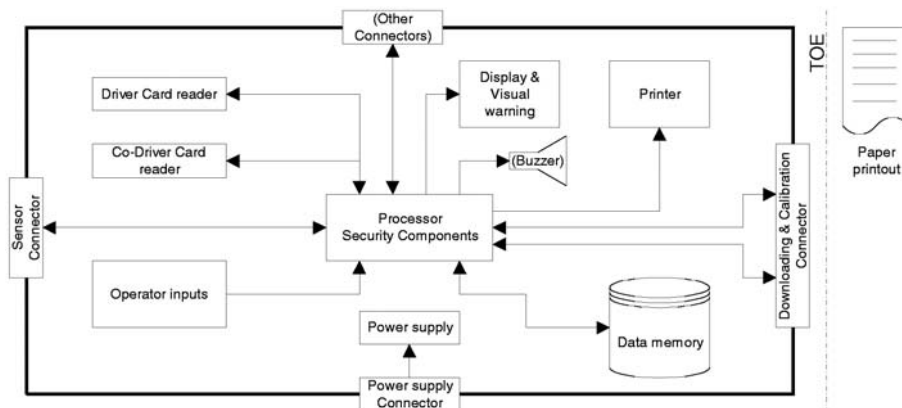 (Other
Connectors)
TOE
Driver Card reader
Display &
Visual
warning
Printer
Co-Driver Card
reader
(Buzzer)
Paper
printout
Sensor
Connector
Processor
Security Components
Downloading & Calibration
Connector
Operator inputs
Power supply
Data memory
Power supply
Connector